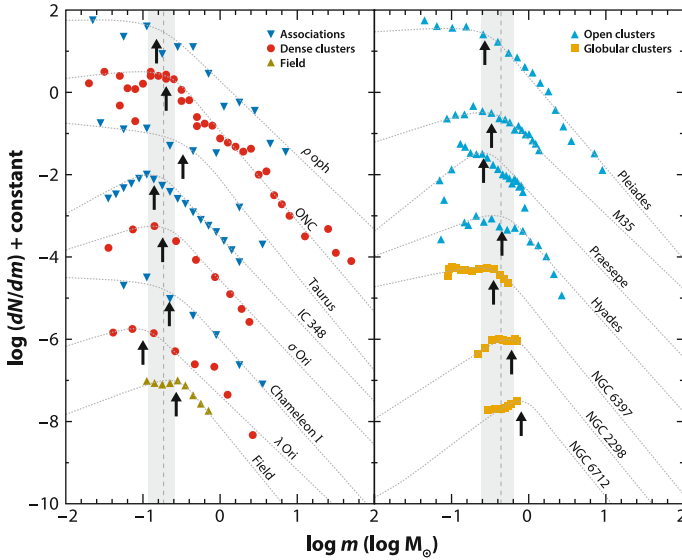 Associations
Dense clusters
Field
Open clusters
Globular clusters
2
0
−2
−4
−6
−8
−10
log (dN/dm) + constant
ρ oph
ONC
Taurus
IC 348
σ Ori
Chameleon I
λ Ori
Field
Pleiades
M35
Praesepe
Hyades
NGC 6397
NGC 2298
NGC 6712
−2 −1 0 1 2 −1 0 1 2
log m (log M⊙)